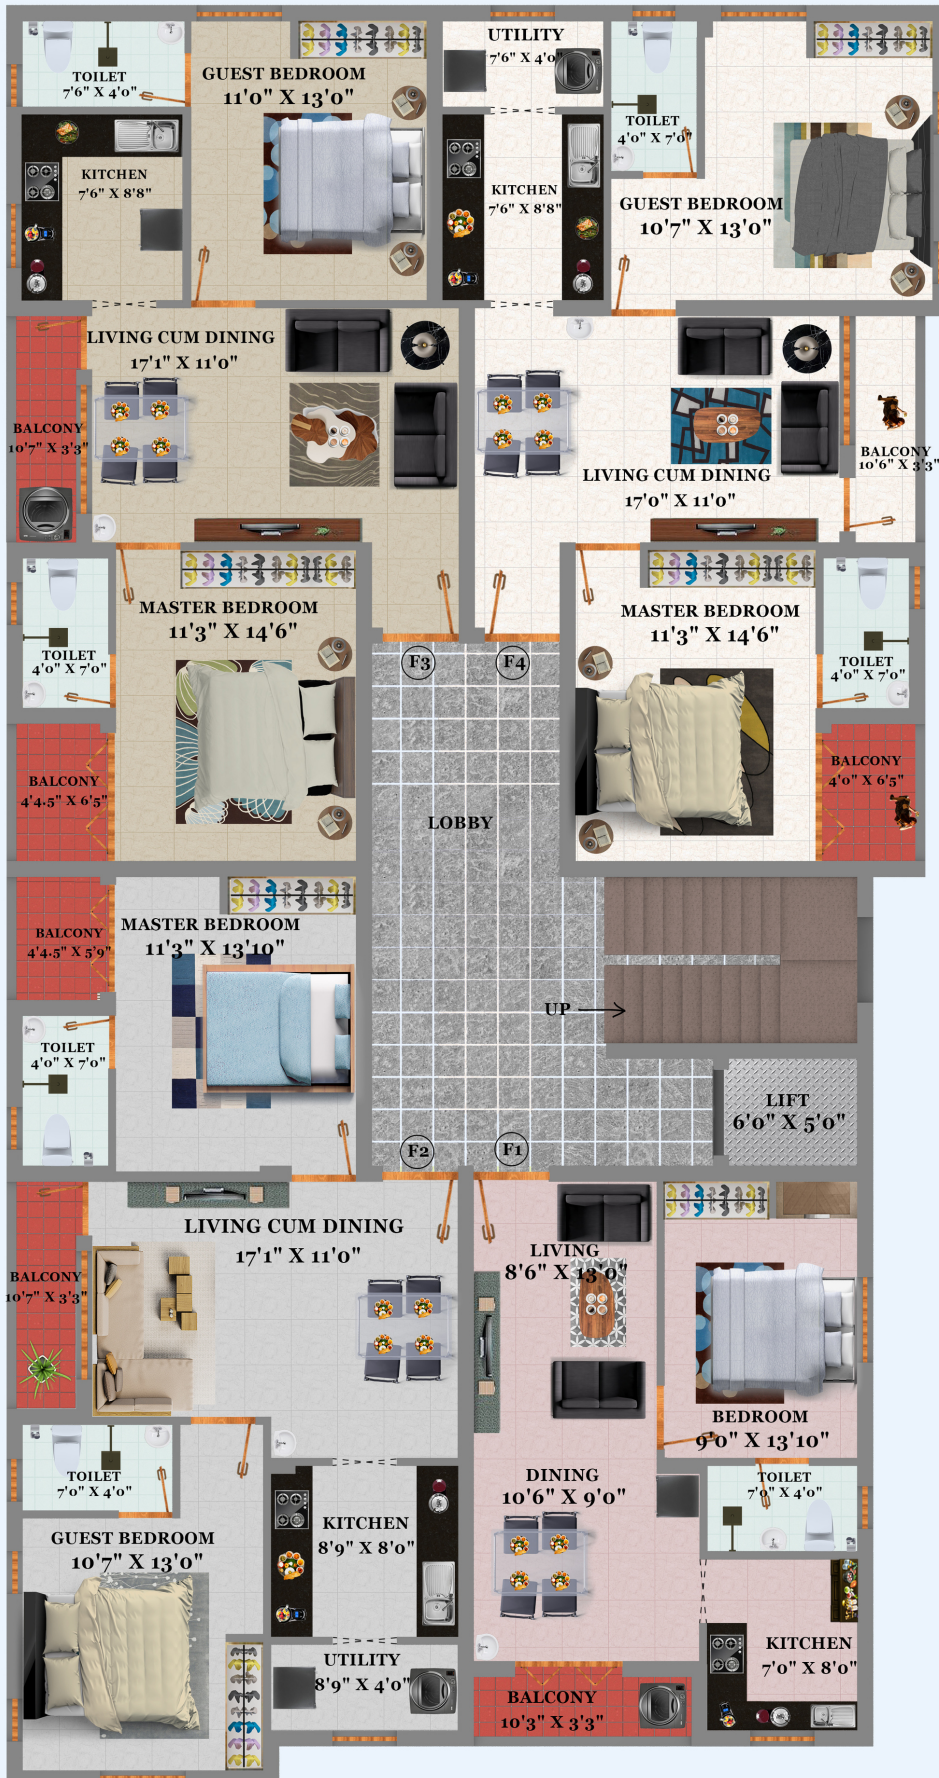 TOILET
7'6" X 4'0"
GUEST BEDROOM
11'0" X 13'0"
KITCHEN
7'6" X 8'8"
UTILITY
7'6" X 4'0"
KITCHEN
7'6" X 8'8"
TOILET
4'0" X 7'0"
GUEST BEDROOM
10'7" X 13'0"
LIVING CUM DINING
17'1" X 11'0"
BALCONY
10'7" X 3'3"
LIVING CUM DINING
17'0" X 11'0"
BALCONY
10'6" X 3'3"
MASTER BEDROOM
11'3" X 14'6"
TOILET
4'0" X 7'0"
BALCONY
4'4.5" X 6'5"
F3
F4
MASTER BEDROOM
11'3" X 14'6"
TOILET
4'0" X 7'0"
BALCONY
4'0" X 6'5"
LOBBY
MASTER BEDROOM
11'3" X 13'10"
BALCONY
4'4.5" X 5'9"
TOILET
4'0" X 7'0"
UP
LIFT
6'0" X 5'0"
F2
F1
LIVING CUM DINING
17'1" X 11'0"
BALCONY
10'7" X 3'3"
LIVING
8'6" X 13'0"
BEDROOM
9'0" X 13'10"
TOILET
7'0" X 4'0"
GUEST BEDROOM
10'7" X 13'0"
KITCHEN
8'9" X 8'0"
UTILITY
8'9" X 4'0"
DINING
10'6" X 9'0"
TOILET
7'0" X 4'0"
KITCHEN
7'0" X 8'0"
BALCONY
10'3" X 3'3"